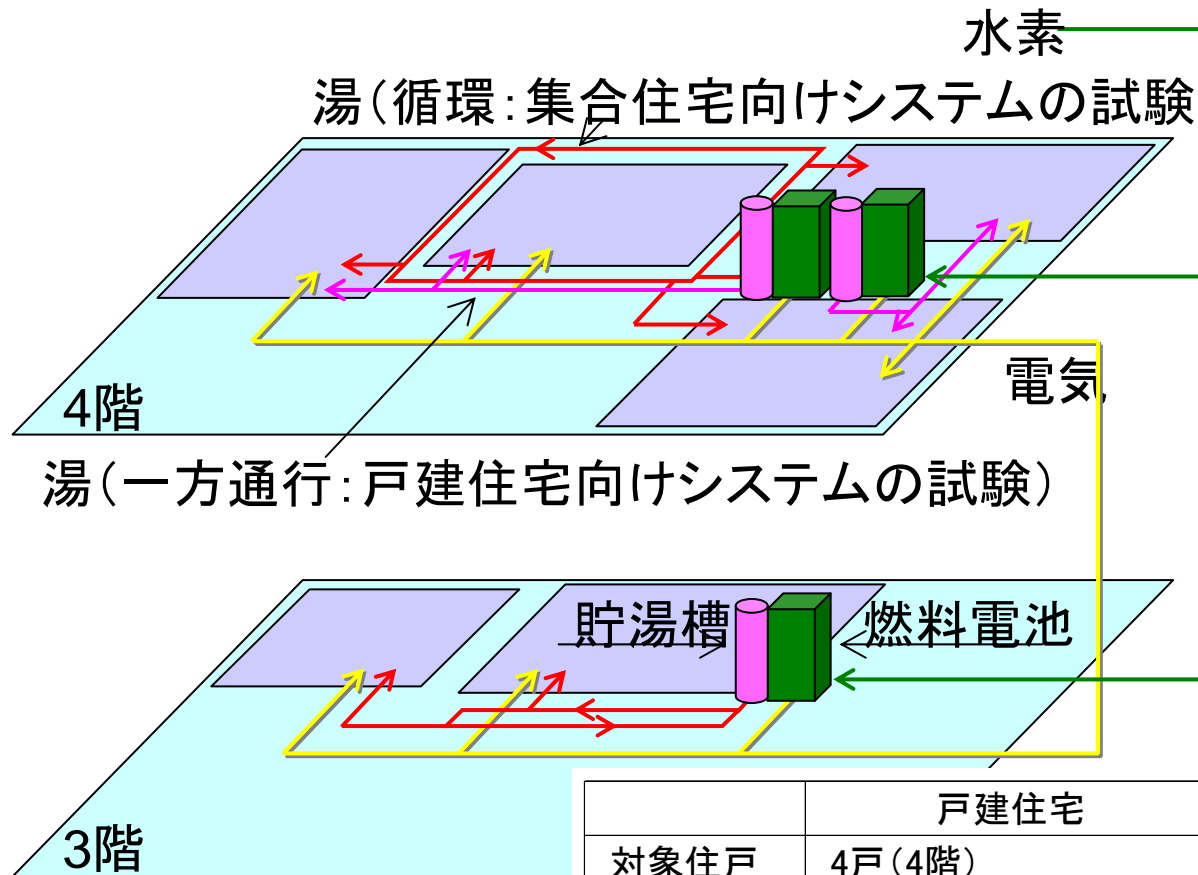 水素
湯(循環:集合住宅向けシステムの試験
電気
4階
湯(一方通行:戸建住宅向けシステムの試験)
貯湯槽
燃料電池
3階
戸建住宅
対象住戸 4戸(4階)